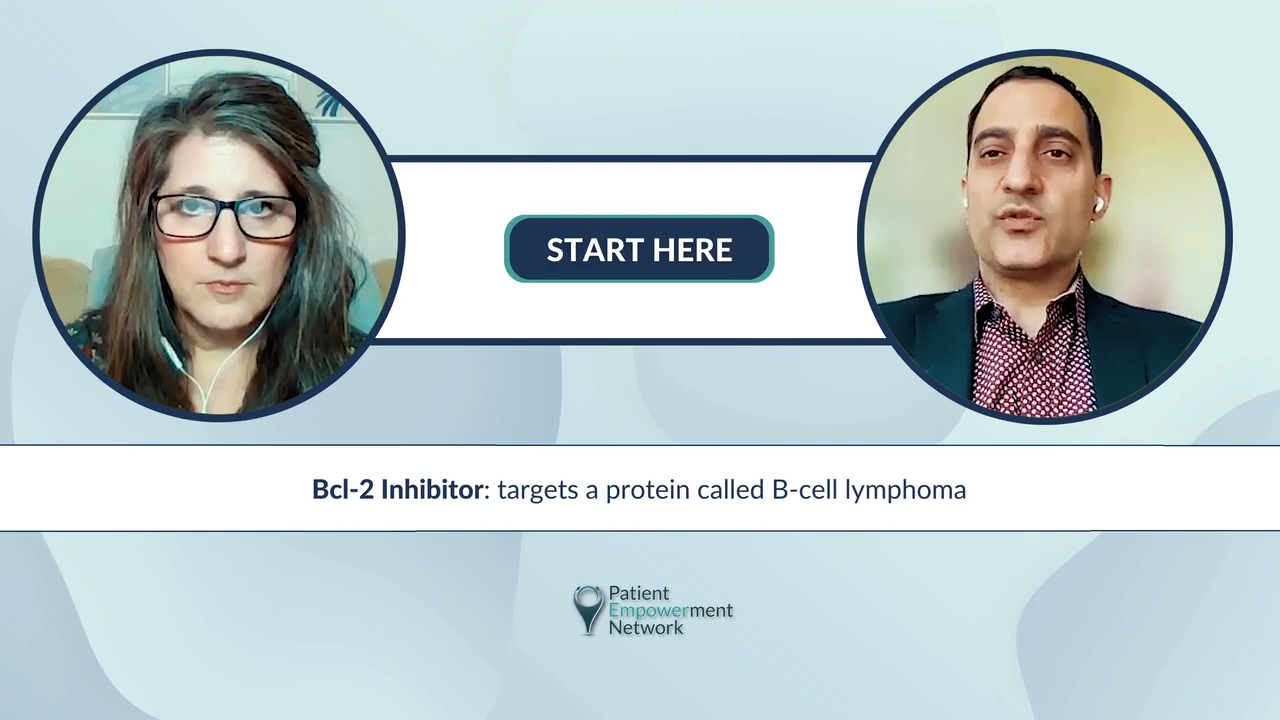 START HERE
Bcl-2 Inhibitor: targets a protein called B-cell lymphoma
Patient
Empowerment
Network